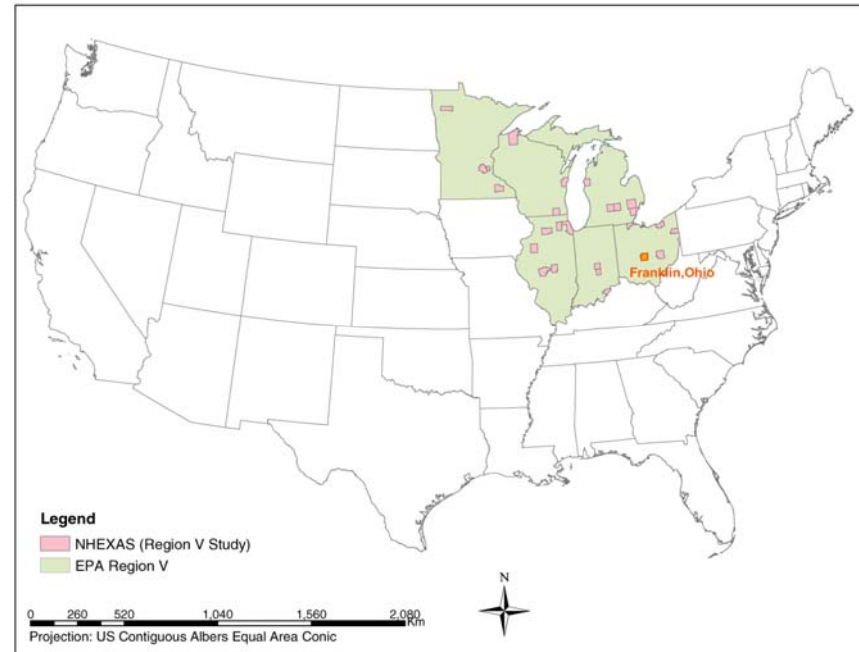 Franklin,Ohio
Legend
NHEXAS (Region V Study)
EPA Region V
N
0 260 520 1,040 1,560 2,080
Km
Projection: US Contiguous Albers Equal Area Conic